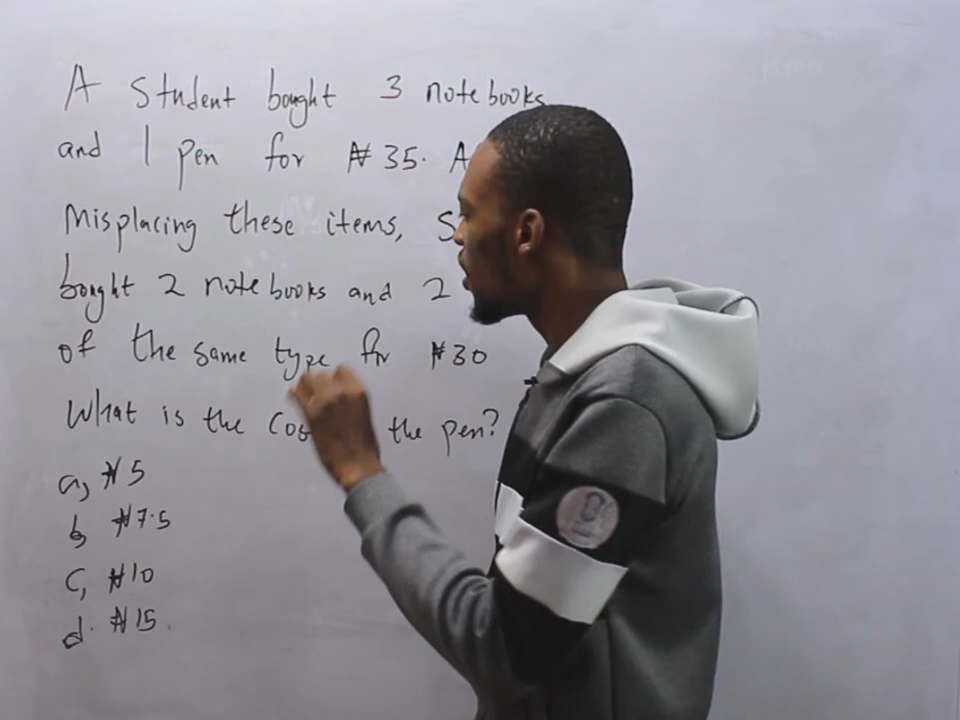 A student bought 3 notebooks
and 1 pen for ₦35. A
Misplacing these items, S
bought 2 notebooks and 2
of the same type for ₦30
What is the Cos the pen?
a, ₦5
b, ₦7.5
C, ₦10
d. ₦15.